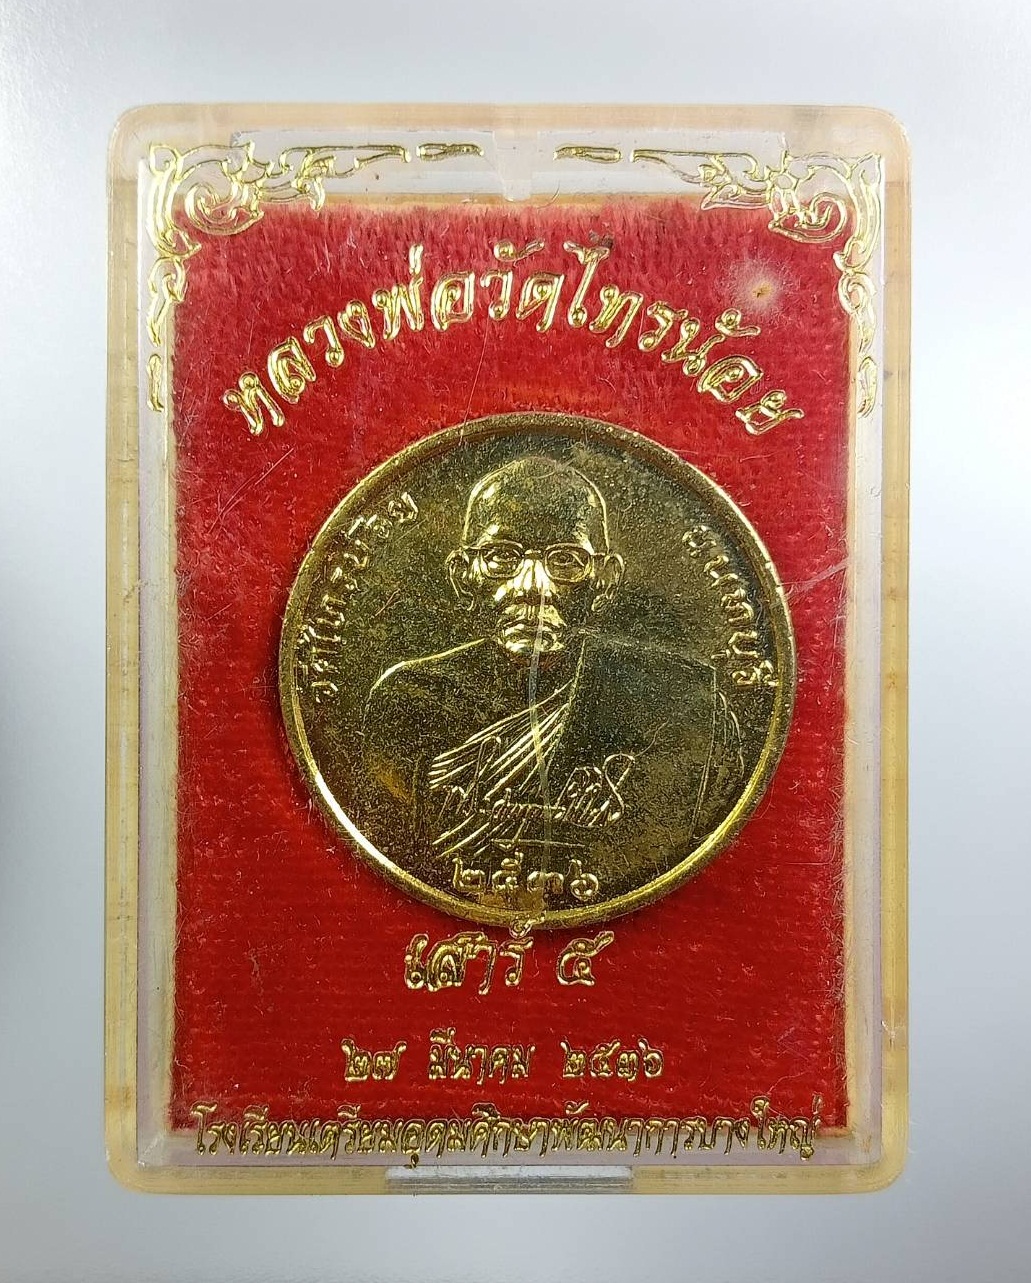 หลวงพ่อวัดไทรน้อย
วัดไทรน้อย
จ.นนทบุรี
๒๕๓๖
เสาร์ ๕
๒๗ มีนาคม ๒๕๓๖
โรงเรียนเตรียมอุดมศึกษาพัฒนาการบางใหญ่